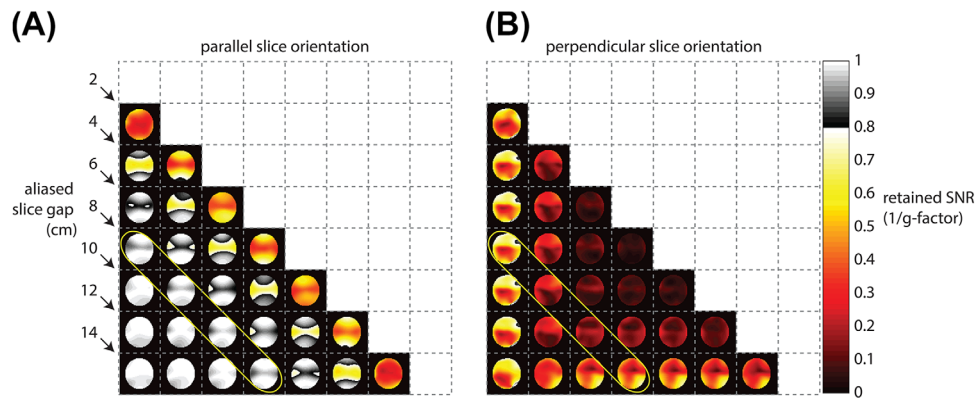 (A)
parallel slice orientation
(B)
perpendicular slice orientation
2
4
6
8
10
12
14
aliased
slice gap
(cm)
1
0.9
0.8
0.7
0.6
0.5
0.4
0.3
0.2
0.1
0
retained SNR
(1/g-factor)